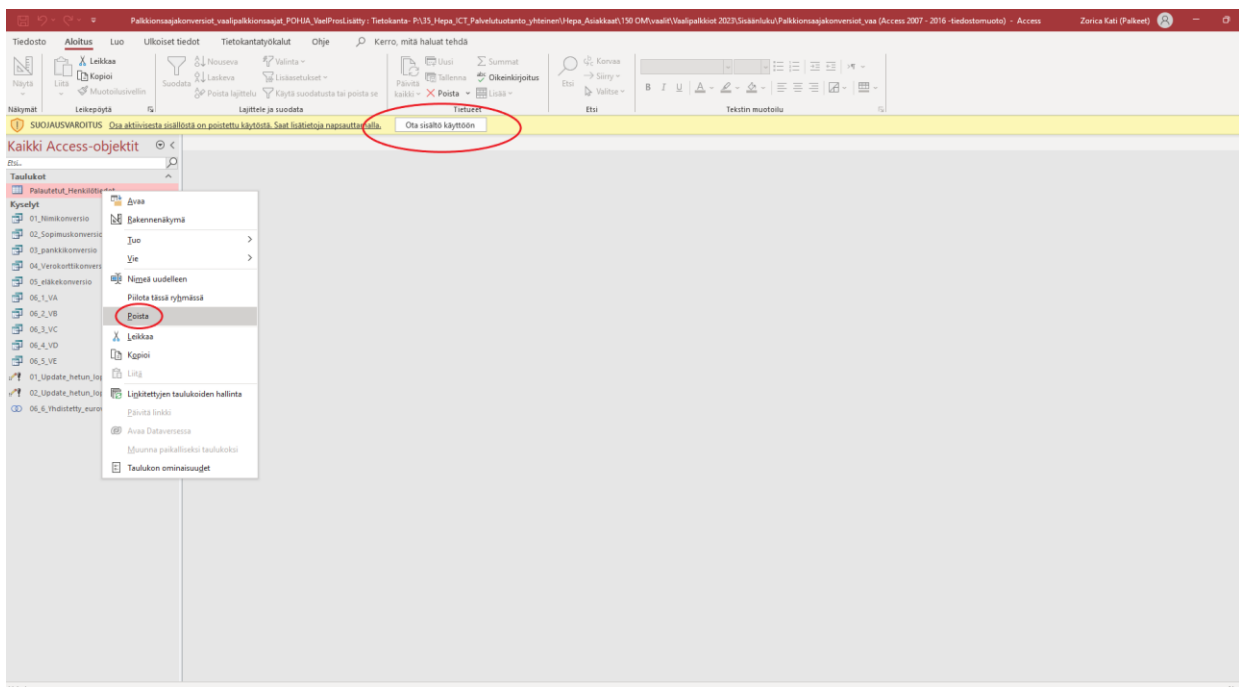 Palkkionsaajakonversiot_vaalipalkkionsaajat_POHJA_VaelProsLisätty : Tietokanta- P:\35_Hepa_ICT_Palvelutuotanto_yhteinen\Hepa_Asiakkaat\150 OM\vaalit\Vaalipalkkiot 2023\Sisäänluku\Palkkionsaajakonversiot_vaa (Access 2007 - 2016 -tiedostomuoto) - Access Zorica Kati (Palkeet)
Tiedosto Aloitus Luo Ulkoiset tiedot Tietokantatyökalut Ohje Kerro, mitä haluat tehdä
Näytä
Liitä
Leikkaa
Kopioi
Muotoilusivellin
Suodata
Nouseva
Laskeva
Poista lajittelu
Valinta
Lisäasetukset
Käytä suodatusta tai poista se
Päivitä
kaikki
Uusi
Tallenna
Poista
Summat
Oikeinkirjoitus
Lisää
Etsi
Korvaa
Siirry
Valitse
B I U A
Näkymät Leikepöytä Lajittele ja suodata Tietueet Etsi Tekstin muotoilu
SUOJAUSVAROITUS Osa aktiivisesta sisällöstä on poistettu käytöstä. Saat lisätietoja napsauttamalla. Ota sisältö käyttöön
Kaikki Access-objektit
Etsi...
Taulukot
Palautetut_Henkilötiedot
Kyselyt
01_Nimikonversio
02_Sopimuskonversio
03_pankkikonversio
04_Verokorttikonvers
05_eläkekonversio
06_1_VA
06_2_VB
06_3_VC
06_4_VD
06_5_VE
01_Update_hetun_lop
02_Update_hetun_lop
06_6_Yhdistetty_euro
Avaa
Rakennenäkymä
Tuo
Vie
Nimeä uudelleen
Piilota tässä ryhmässä
Poista
Leikkaa
Kopioi
Liitä
Linkitettyjen taulukoiden hallinta
Päivitä linkki
Avaa Dataversessa
Muunna paikalliseksi taulukoksi
Taulukon ominaisuudet